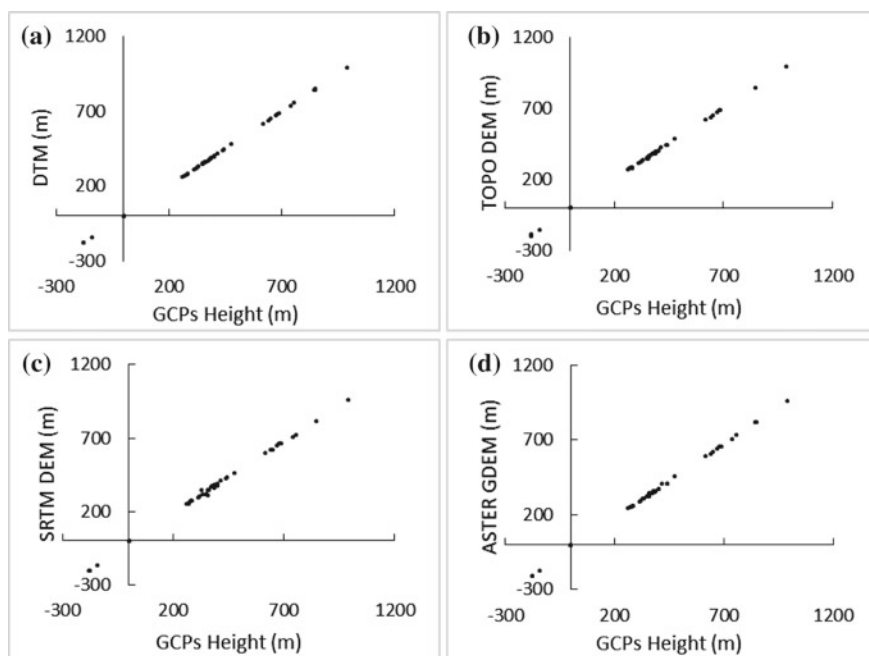 (a)
1200
700
200
-300
DTM (m)
-300 200 700 1200
GCPs Height (m)
(b)
1200
700
200
-300
TOPO DEM (m)
-300 200 700 1200
GCPs Height (m)
(c)
1200
700
200
-300
SRTM DEM (m)
-300 200 700 1200
GCPs Height (m)
(d)
1200
700
200
-300
ASTER GDEM (m)
-300 200 700 1200
GCPs Height (m)